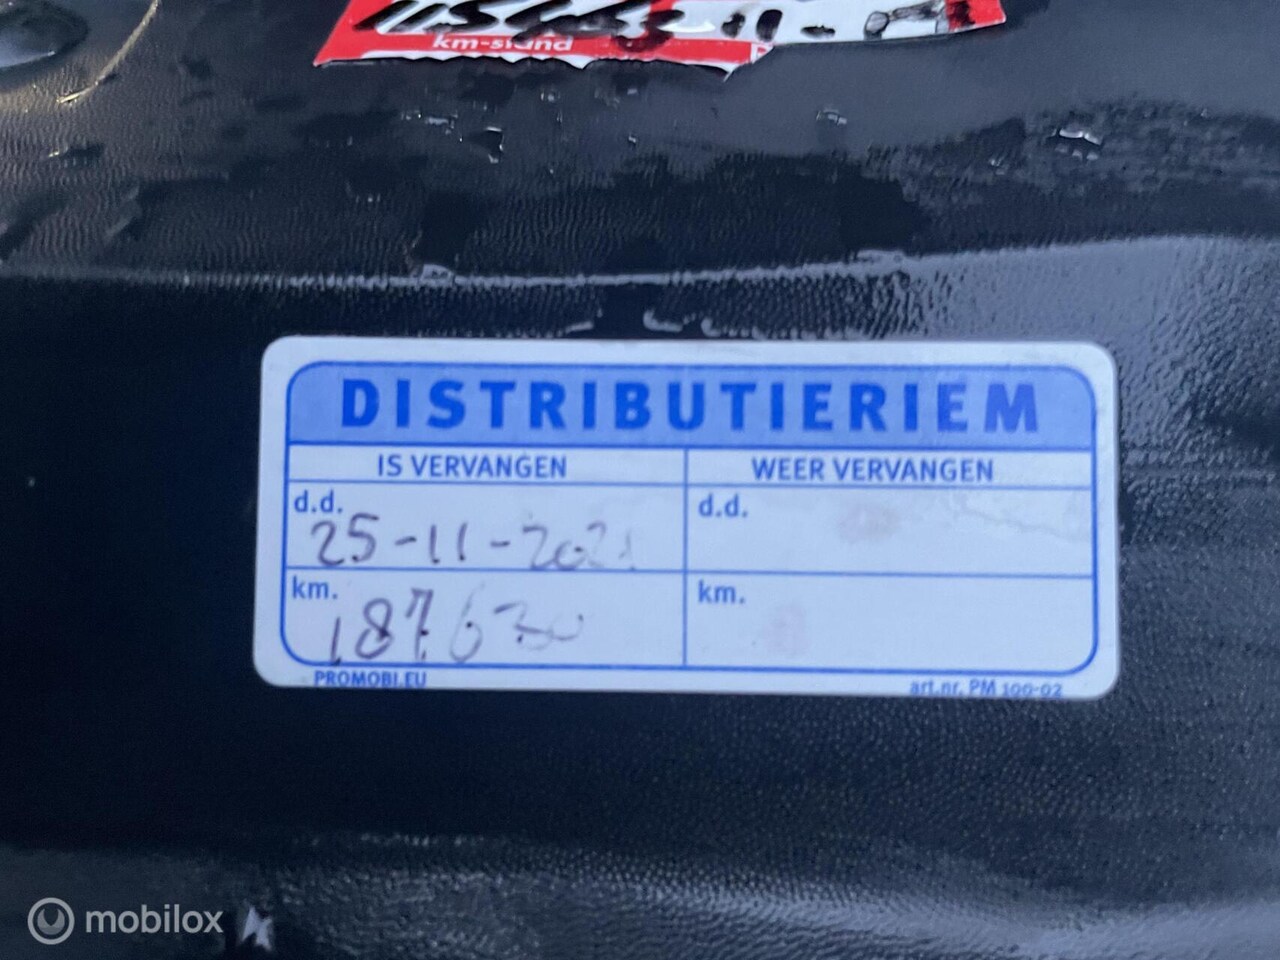 km-stand
DISTRIBUTIERIEM
IS VERVANGEN WEER VERVANGEN
d.d. 25-11-2021 d.d.
km. 187630 km.
PROMOBI.EU art.nr. PM 100-02
mobilox